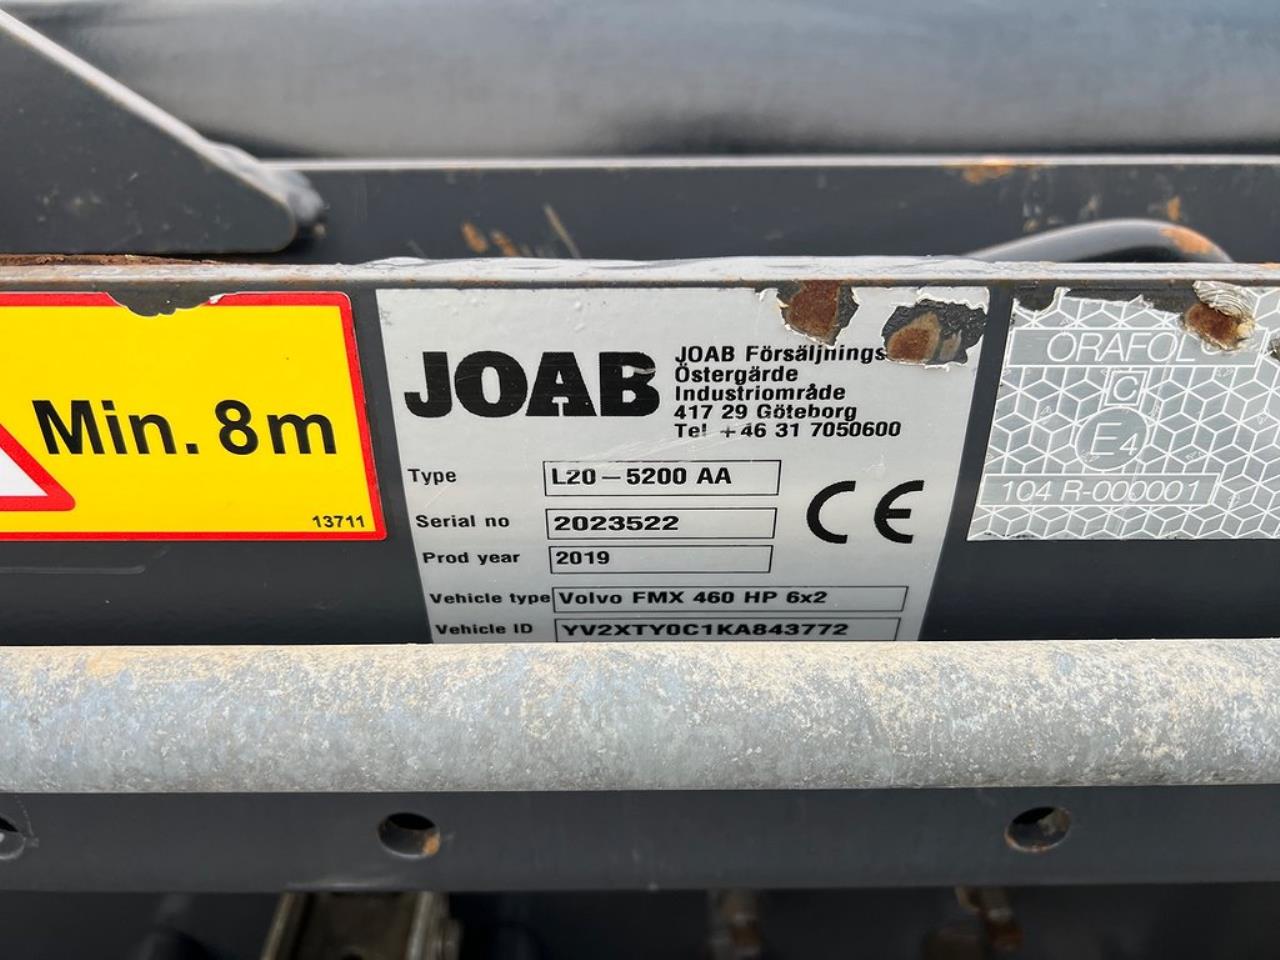 Min. 8m
13711
JOAB
JOAB Försäljnings
Östergärde
Industriområde
417 29 Göteborg
Tel +46 31 7050600
Type L20-5200 AA
Serial no 2023522
Prod year 2019
Vehicle type Volvo FMX 460 HP 6x2
Vehicle ID YV2XTY0C1KA843772
CE
ORAFOL
C
E4
104 R-000001